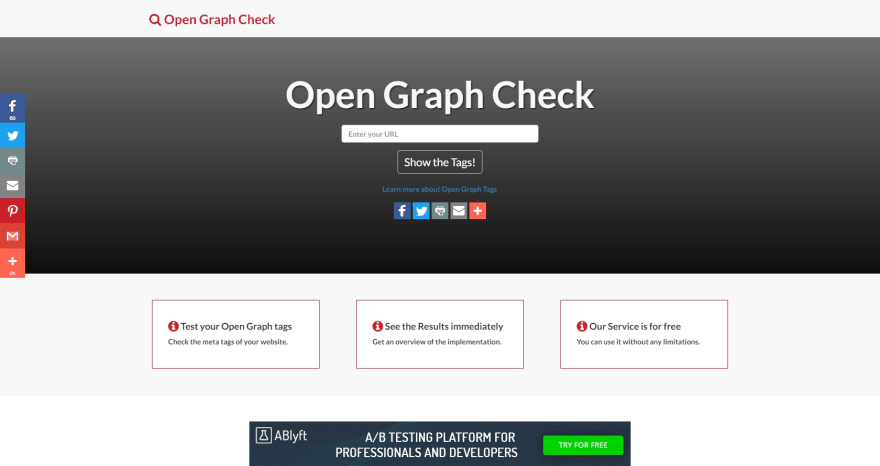 Open Graph Check
Open Graph Check
Enter your URL
Show the Tags!
Learn more about Open Graph Tags
Test your Open Graph tags
Check the meta tags of your website.
See the Results immediately
Get an overview of the implementation.
Our Service is for free
You can use it without any limitations.
ABlyft
A/B TESTING PLATFORM FOR
PROFESSIONALS AND DEVELOPERS
TRY FOR FREE